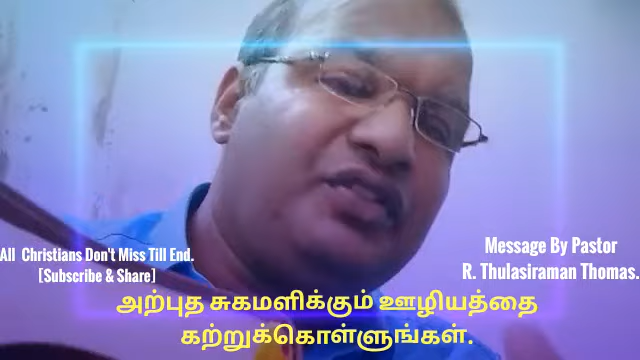 All Christians Don't Miss Till End.
[Subscribe & Share]
Message By Pastor
R. Thulasiraman Thomas.
அற்புத சுகமளிக்கும் ஊழியத்தை
கற்றுக்கொள்ளுங்கள்.